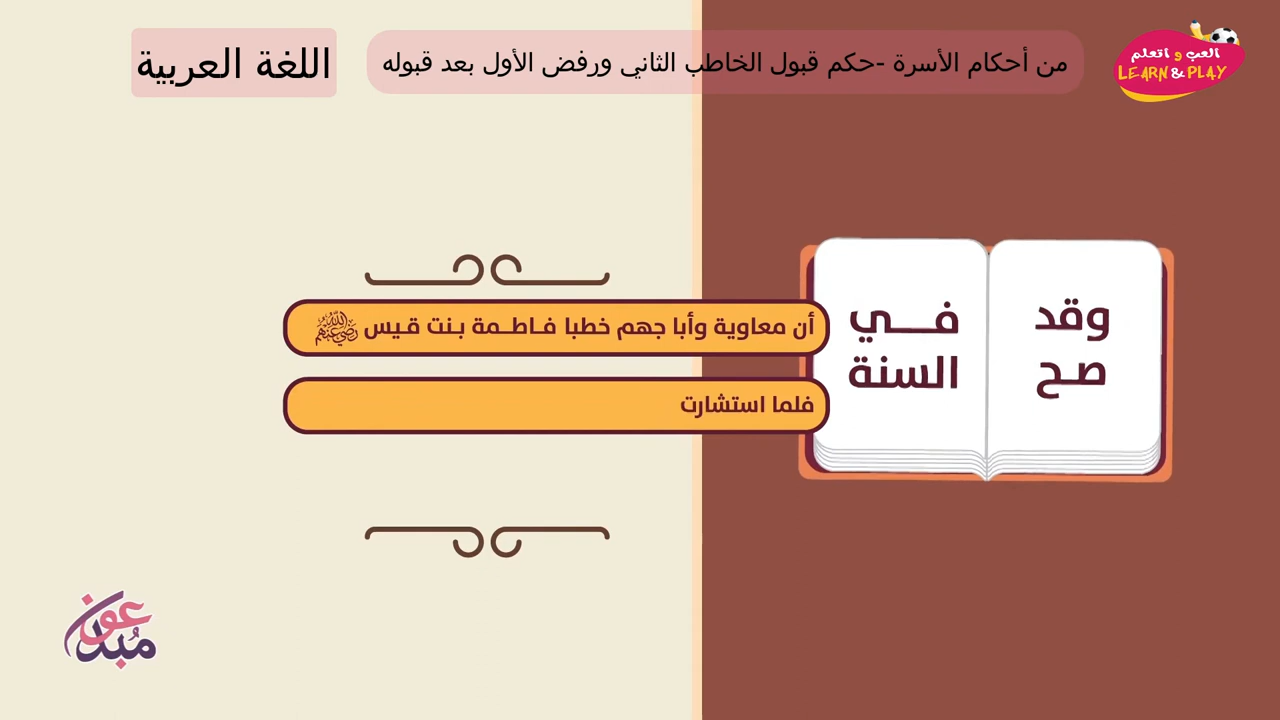 العب و اتعلم
LEARN & PLAY
من أحكام الأسرة -حكم قبول الخاطب الثاني ورفض الأول بعد قبوله
اللغة العربية
وقد
صح
في
السنة
أن معاوية وأبا جهم خطبا فاطمة بنت قيس رضي الله عنهم
فلما استشارت
مبدعون